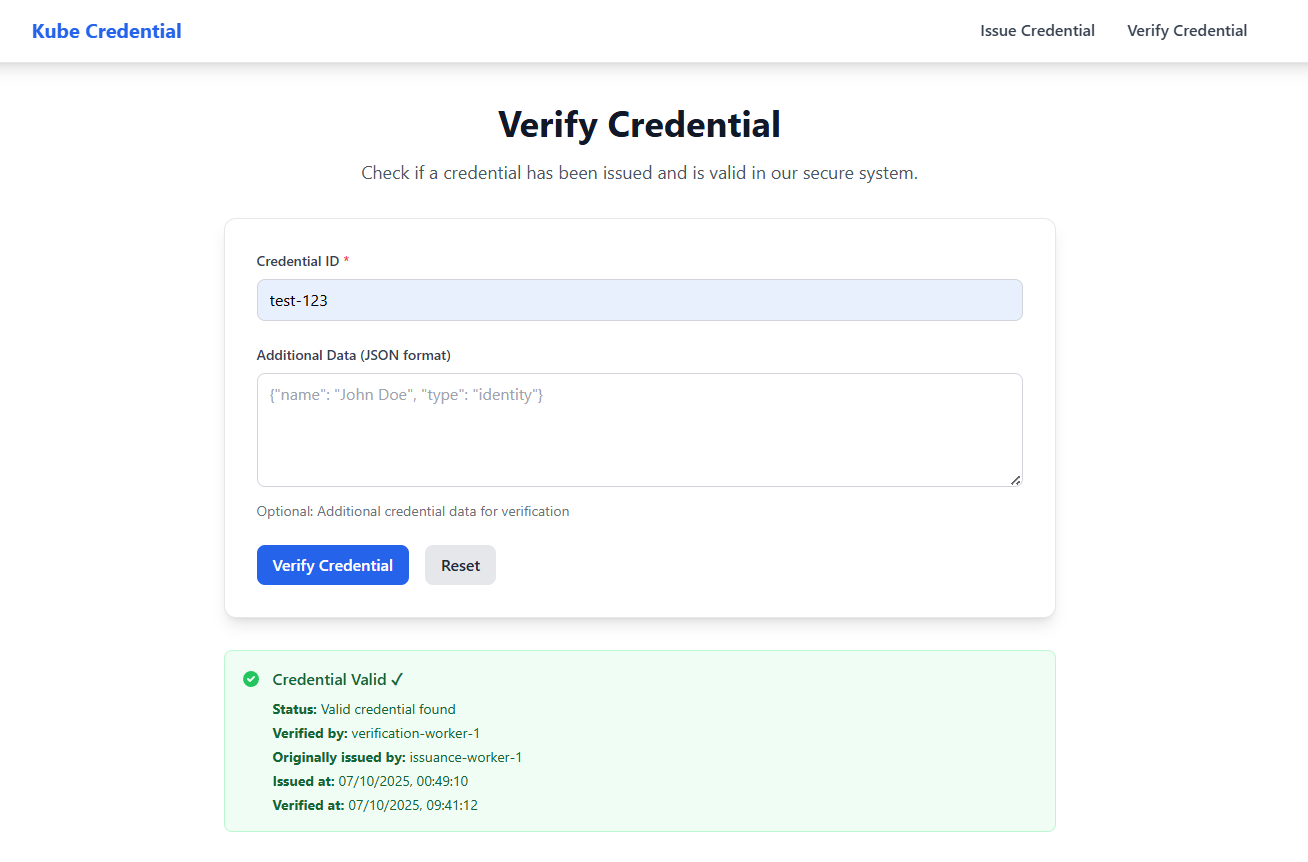 Kube Credential
Issue Credential
Verify Credential
Verify Credential
Check if a credential has been issued and is valid in our secure system.
Credential ID *
test-123
Additional Data (JSON format)
{"name": "John Doe", "type": "identity"}
Optional: Additional credential data for verification
Verify Credential
Reset
Credential Valid ✓
Status: Valid credential found
Verified by: verification-worker-1
Originally issued by: issuance-worker-1
Issued at: 07/10/2025, 00:49:10
Verified at: 07/10/2025, 09:41:12